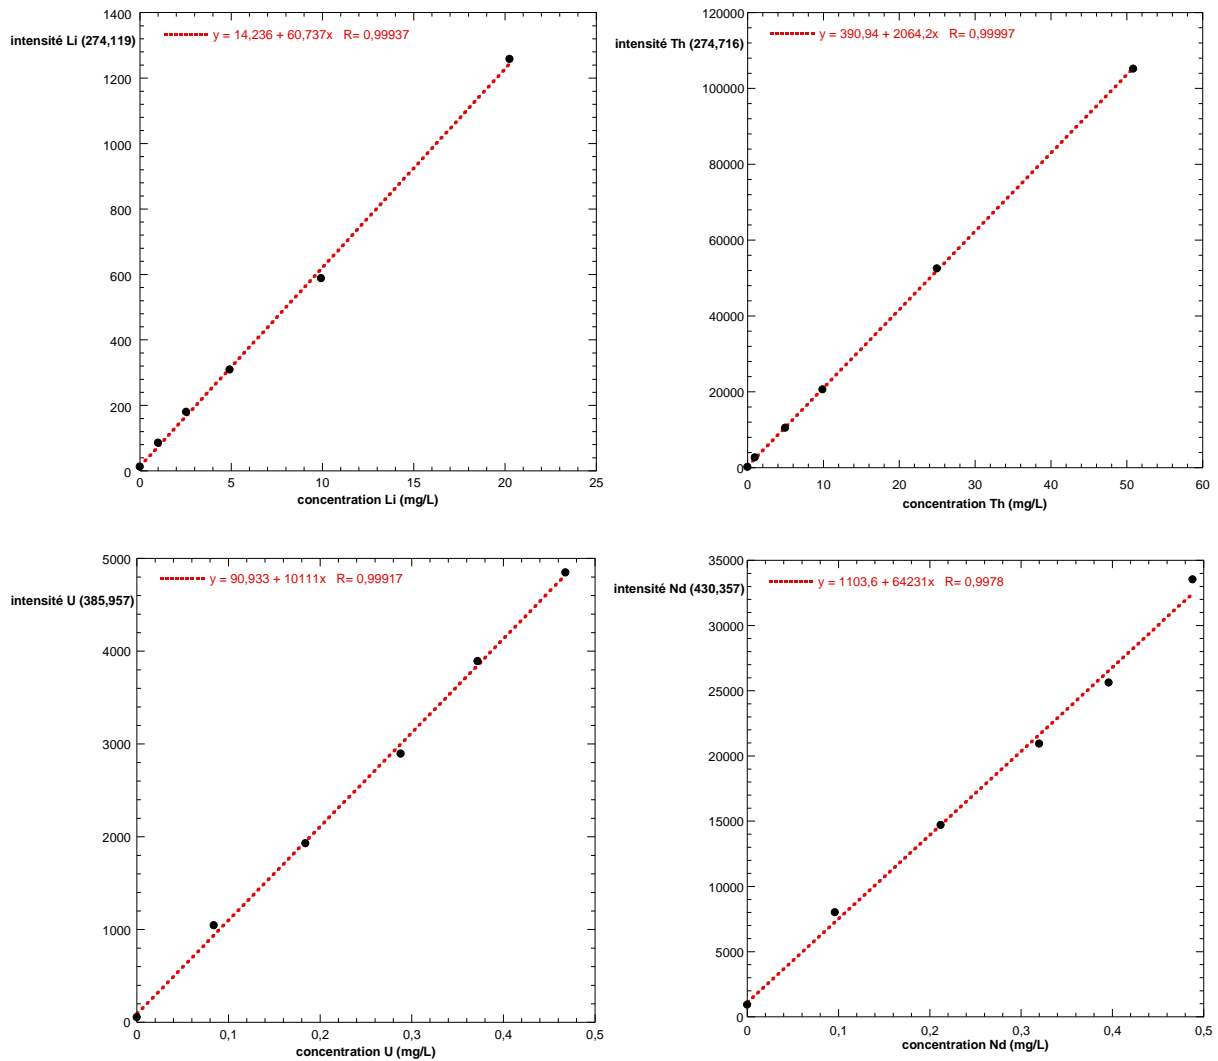 intensité Li (274,119)
y = 14,236 + 60,737x R= 0,99937
1400
1200
1000
800
600
400
200
0
0 5 10 15 20 25
concentration Li (mg/L)
intensité Th (274,716)
y = 390,94 + 2064,2x R= 0,99997
120000
100000
80000
60000
40000
20000
0
0 10 20 30 40 50 60
concentration Th (mg/L)
intensité U (385,957)
y = 90,933 + 10111x R= 0,99917
5000
4000
3000
2000
1000
0
0 0,1 0,2 0,3 0,4 0,5
concentration U (mg/L)
intensité Nd (430,357)
y = 1103,6 + 64231x R= 0,9978
35000
30000
25000
20000
15000
10000
5000
0
0 0,1 0,2 0,3 0,4 0,5
concentration Nd (mg/L)